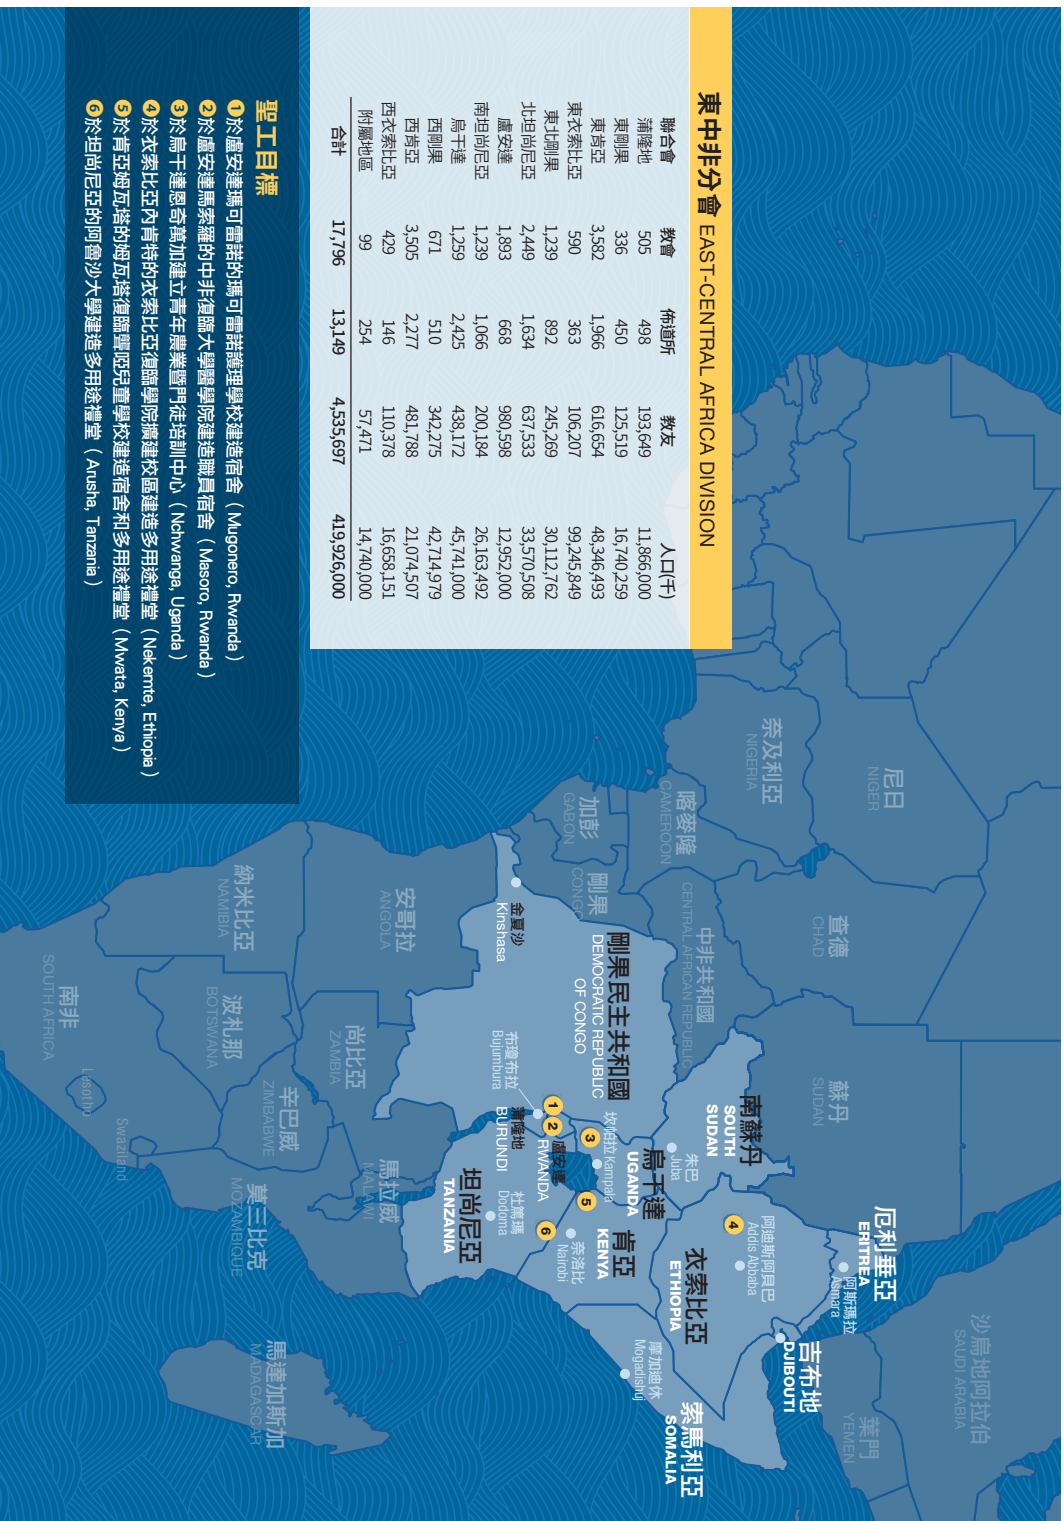 東中非分會 EAST-CENTRAL AFRICA DIVISION
聯合會 教會 佈道所 教友 人口(千)
蒲隆地 505 498 193,649 11,866,000
東剛果 336 450 125,519 16,740,259
東肯亞 3,582 1,966 616,654 48,346,493
東衣索比亞 590 363 106,207 99,245,849
東北剛果 1,239 892 245,269 30,112,762
北坦尚尼亞 2,449 1,634 637,533 33,570,508
盧安達 1,893 668 980,598 12,952,000
南坦尚尼亞 1,239 1,066 200,184 26,163,492
烏干達 1,259 2,425 438,172 45,741,000
西剛果 671 510 342,275 42,714,979
西肯亞 3,505 2,277 481,788 21,074,507
西衣索比亞 429 146 110,378 16,658,151
附屬地區 99 254 57,471 14,740,000
合計 17,796 13,149 4,535,697 419,926,000
聖工目標
1 於盧安達瑪可雷諾的瑪可雷諾護理學校建造宿舍（Mugonero, Rwanda）
2 於盧安達馬索羅的中非復臨大學醫學院建造職員宿舍（Masoro, Rwanda）
3 於烏干達恩奇萬加建立青年農業暨門徒培訓中心（Nchwanga, Uganda）
4 於衣索比亞內肯特的衣索比亞復臨學院擴建校區建造多用途禮堂（Nekemte, Ethiopia）
5 於肯亞姆瓦塔的姆瓦塔復臨聾啞兒童學校建造宿舍和多用途禮堂（Mwata, Kenya）
6 於坦尚尼亞的阿魯沙大學建造多用途禮堂（Arusha, Tanzania）
尼日
NIGER
奈及利亞
NIGERIA
查德
CHAD
蘇丹
SUDAN
喀麥隆
CAMEROON
中非共和國
CENTRAL AFRICAN REPUBLIC
加彭
GABON
剛果
CONGO
沙烏地阿拉伯
SAUDI ARABIA
葉門
YEMEN
厄利垂亞
ERITREA
阿斯瑪拉
Asmara
吉布地
DJIBOUTI
南蘇丹
SOUTH
SUDAN
朱巴
Juba
4
阿迪斯阿貝巴
Addis Abbaba
衣索比亞
ETHIOPIA
索馬利亞
SOMALIA
摩加迪休
Mogadishuj
剛果民主共和國
DEMOCRATIC REPUBLIC
OF CONGO
金夏沙
Kinshasa
烏干達
UGANDA
坎帕拉 Kampala
3
肯亞
KENYA
5
奈洛比
Nairobi
盧安達
RWANDA
1
2
蒲隆地
BURUNDI
布瓊布拉
Bujumbura
6
坦尚尼亞
TANZANIA
杜篤瑪
Dodoma
安哥拉
ANGOLA
尚比亞
ZAMBIA
馬拉威
MALAWI
納米比亞
NAMIBIA
波札那
BOTSWANA
辛巴威
ZIMBABWE
莫三比克
MOZAMBIQUE
馬達加斯加
MADAGASCAR
南非
SOUTH AFRICA
Lesotho
Swaziland